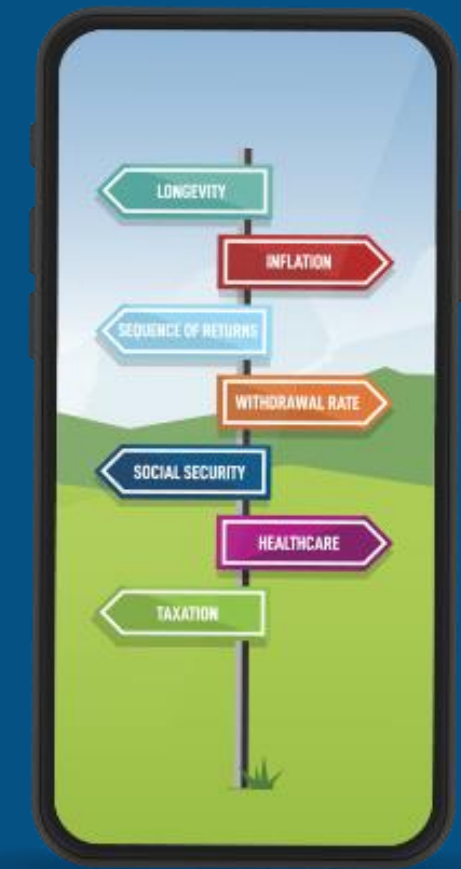 LONGEVITY
INFLATION
SEQUENCE OF RETURNS
WITHDRAWAL RATE
SOCIAL SECURITY
HEALTHCARE
TAXATION